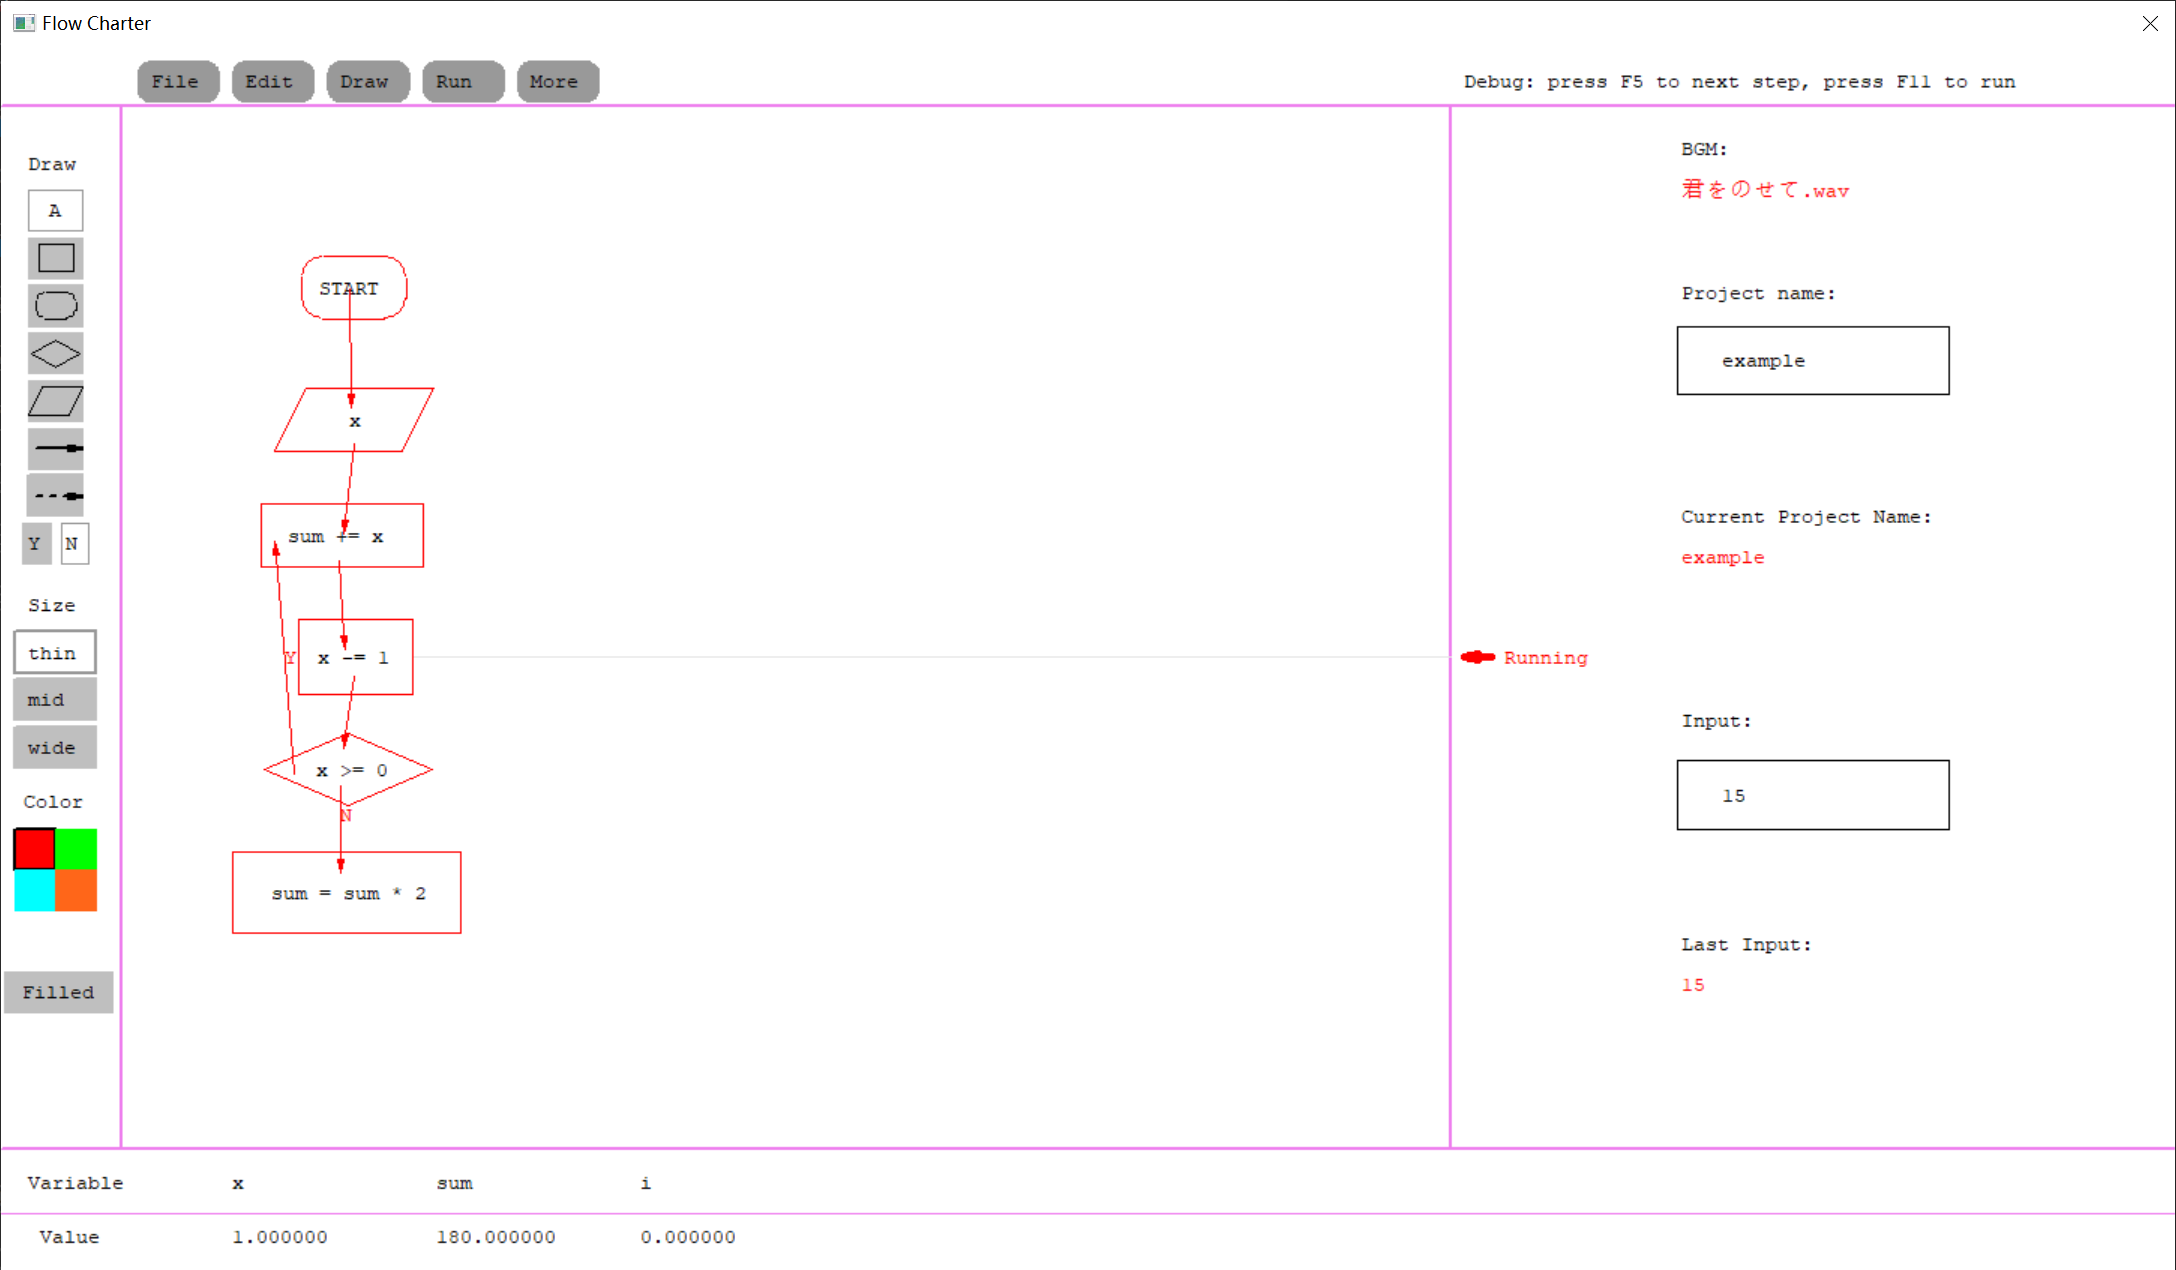 Flow Charter
File Edit Draw Run More
Debug: press F5 to next step, press F11 to run
Draw
A
Y N
Size
thin
mid
wide
Color
Filled
START
x
sum += x
x -= 1
Y
x >= 0
N
sum = sum * 2
Running
BGM:
君をのせて.wav
Project name:
example
Current Project Name:
example
Input:
15
Last Input:
15
Variable x sum i
Value 1.000000 180.000000 0.000000